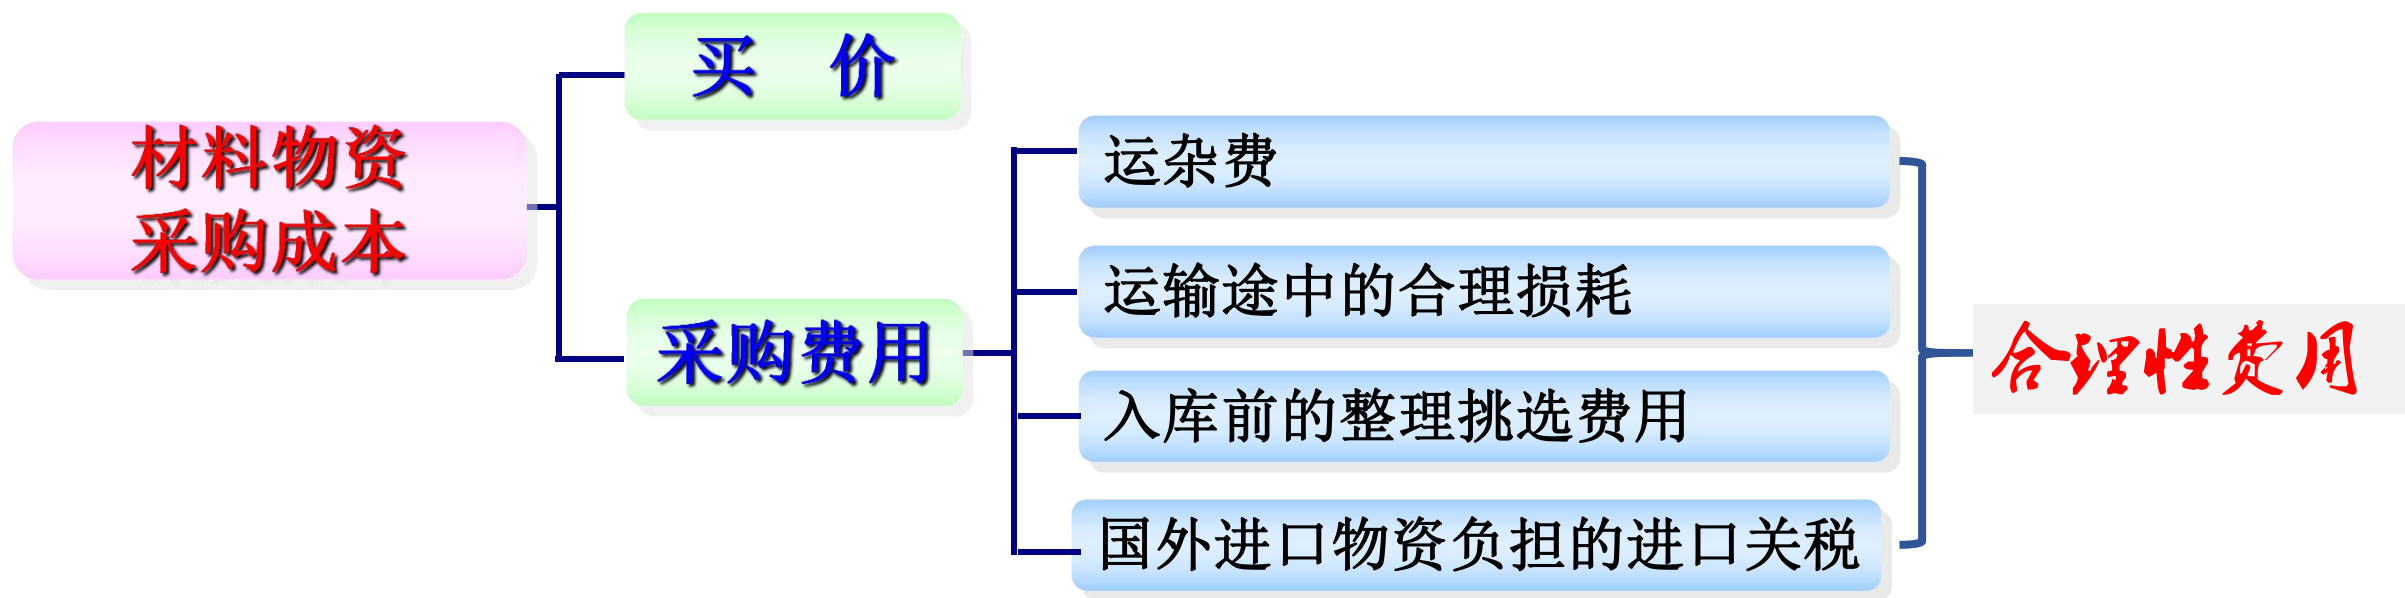 材料物资
采购成本
买 价
采购费用
运杂费
运输途中的合理损耗
入库前的整理挑选费用
国外进口物资负担的进口关税
合理性费用